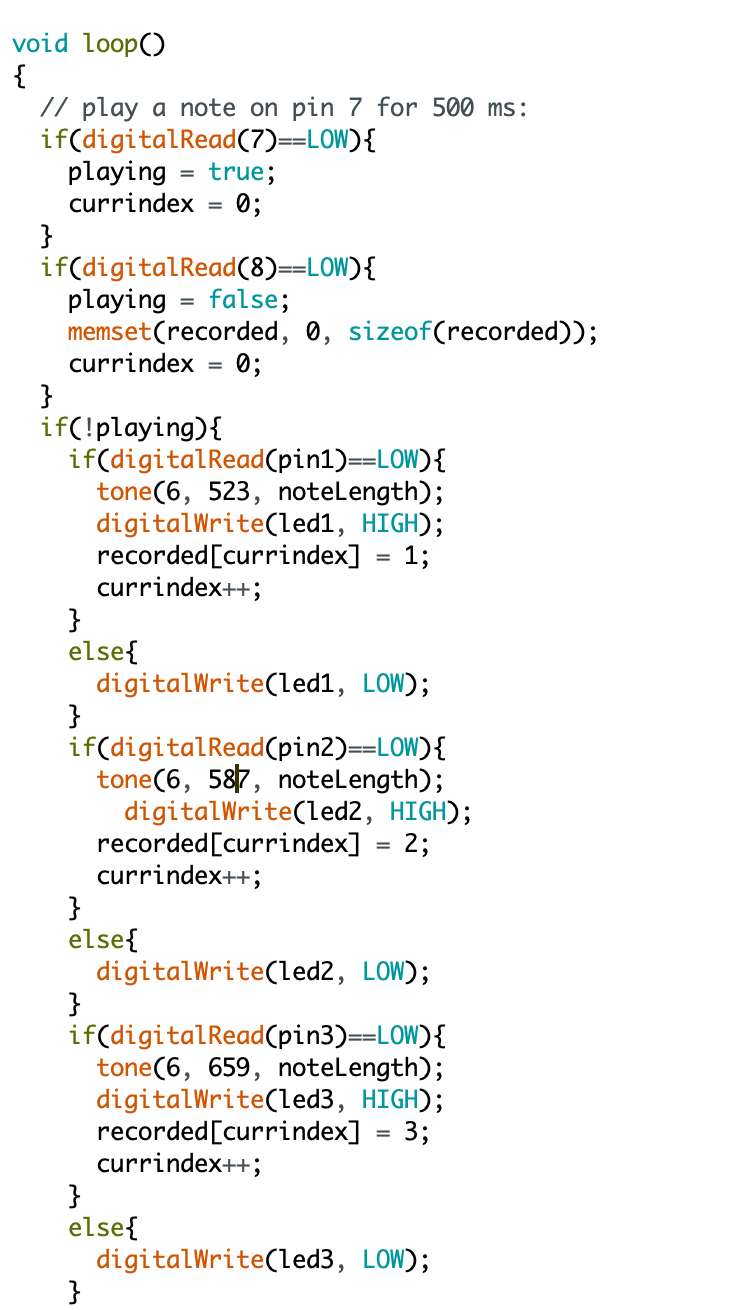 void loop()
{
  // play a note on pin 7 for 500 ms:
  if(digitalRead(7)==LOW){
    playing = true;
    currindex = 0;
  }
  if(digitalRead(8)==LOW){
    playing = false;
    memset(recorded, 0, sizeof(recorded));
    currindex = 0;
  }
  if(!playing){
    if(digitalRead(pin1)==LOW){
      tone(6, 523, noteLength);
      digitalWrite(led1, HIGH);
      recorded[currindex] = 1;
      currindex++;
    }
    else{
      digitalWrite(led1, LOW);
    }
    if(digitalRead(pin2)==LOW){
      tone(6, 587, noteLength);
        digitalWrite(led2, HIGH);
      recorded[currindex] = 2;
      currindex++;
    }
    else{
      digitalWrite(led2, LOW);
    }
    if(digitalRead(pin3)==LOW){
      tone(6, 659, noteLength);
      digitalWrite(led3, HIGH);
      recorded[currindex] = 3;
      currindex++;
    }
    else{
      digitalWrite(led3, LOW);
    }